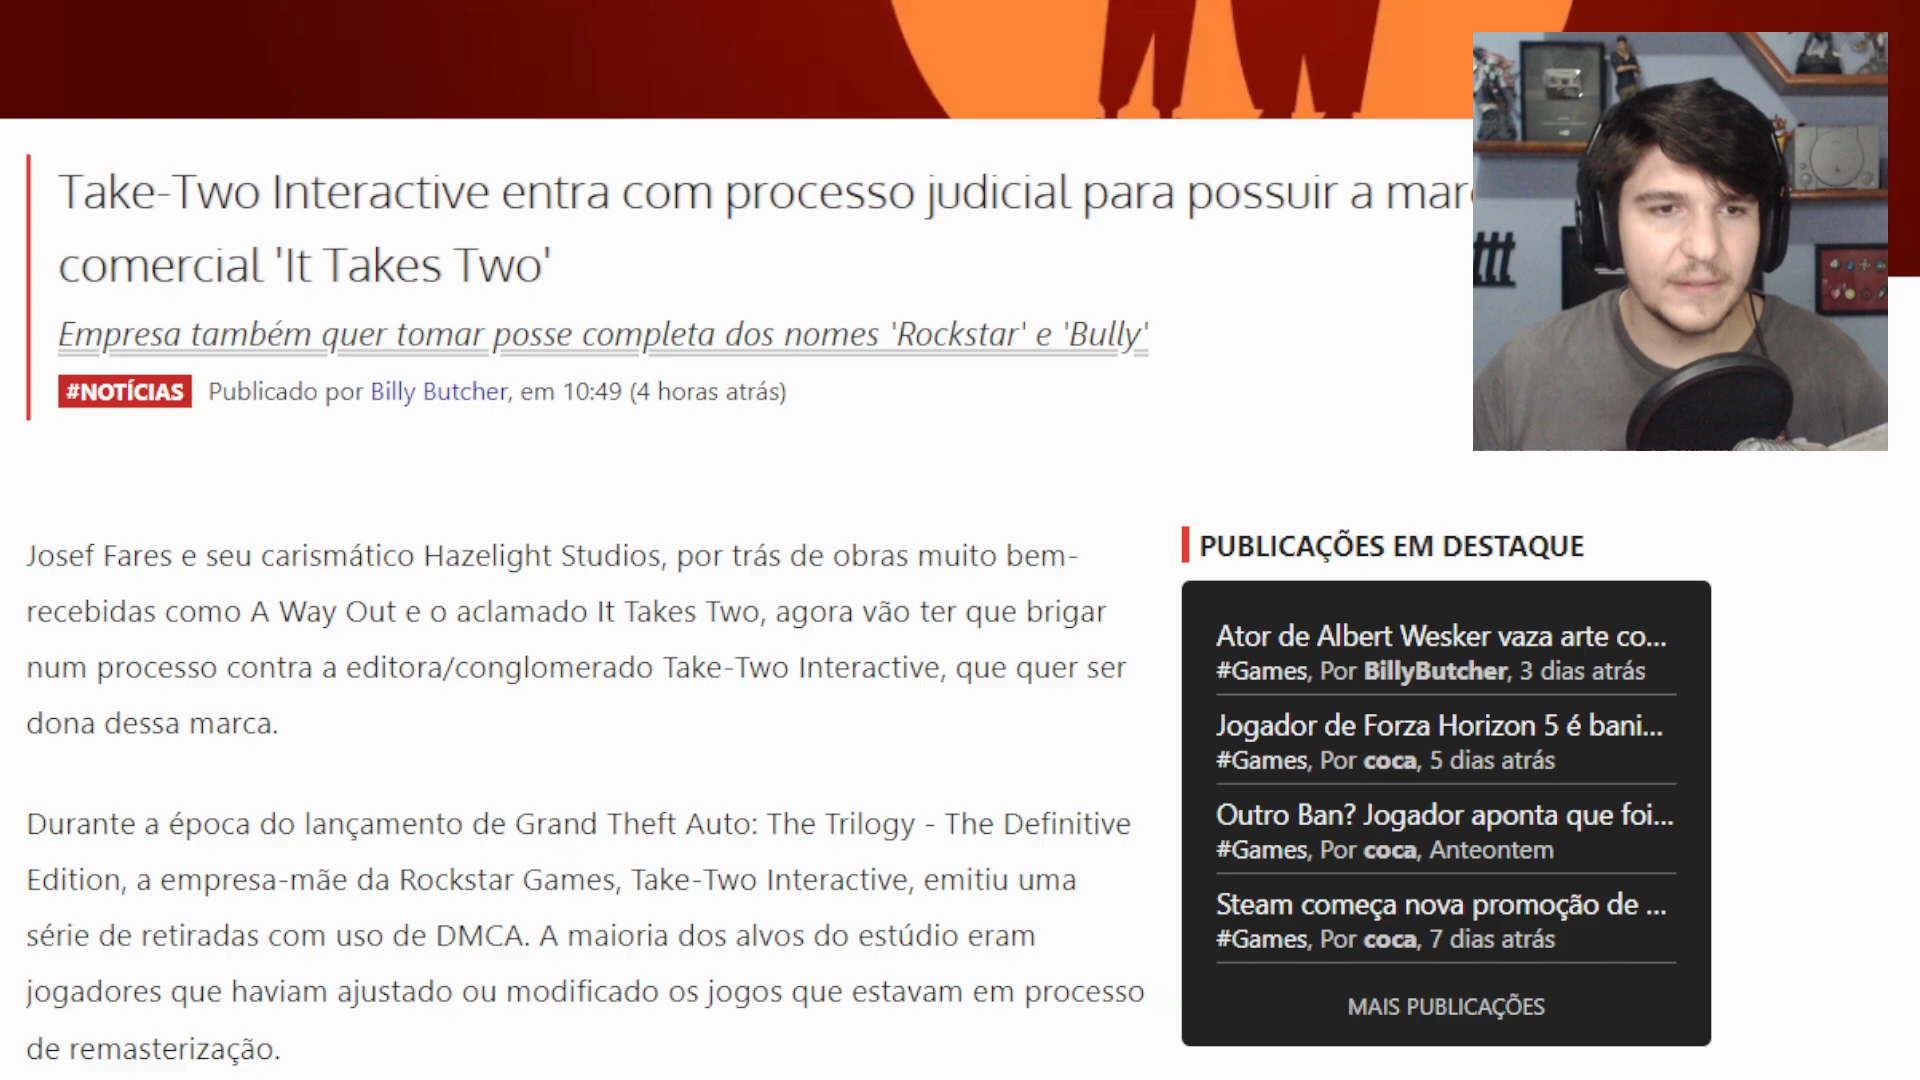 Take-Two Interactive entra com processo judicial para possuir a
comercial 'It Takes Two'
Empresa também quer tomar posse completa dos nomes 'Rockstar' e 'Bully'
#NOTÍCIAS Publicado por Billy Butcher, em 10:49 (4 horas atrás)
Josef Fares e seu carismático Hazelight Studios, por trás de obras muito bem-
recebidas como A Way Out e o aclamado It Takes Two, agora vão ter que brigar
num processo contra a editora/conglomerado Take-Two Interactive, que quer ser
dona dessa marca.
Durante a época do lançamento de Grand Theft Auto: The Trilogy - The Definitive
Edition, a empresa-mãe da Rockstar Games, Take-Two Interactive, emitiu uma
série de retiradas com uso de DMCA. A maioria dos alvos do estúdio eram
jogadores que haviam ajustado ou modificado os jogos que estavam em processo
de remasterização.
PUBLICAÇÕES EM DESTAQUE
Ator de Albert Wesker vaza arte co...
#Games, Por BillyButcher, 3 dias atrás
Jogador de Forza Horizon 5 é bani...
#Games, Por coca, 5 dias atrás
Outro Ban? Jogador aponta que foi...
#Games, Por coca, Anteontem
Steam começa nova promoção de ...
#Games, Por coca, 7 dias atrás
MAIS PUBLICAÇÕES